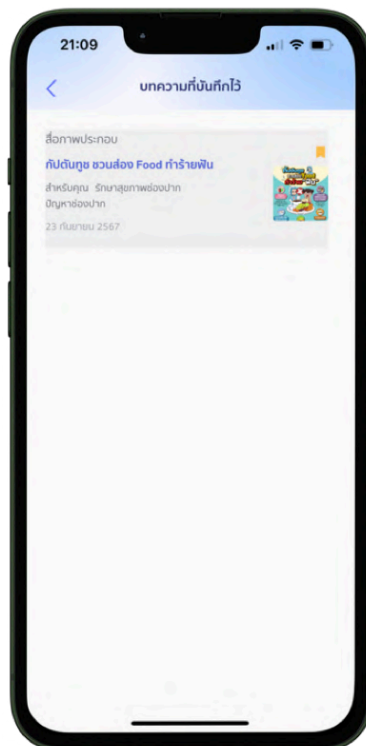 21:09
บทความที่บันทึกไว้
สื่อภาพประกอบ
กัปตันทูธ ชวนส่อง Food ทำร้ายฟัน
สำหรับคุณ รักษาสุขภาพช่องปาก
ปัญหาช่องปาก
23 กันยายน 2567